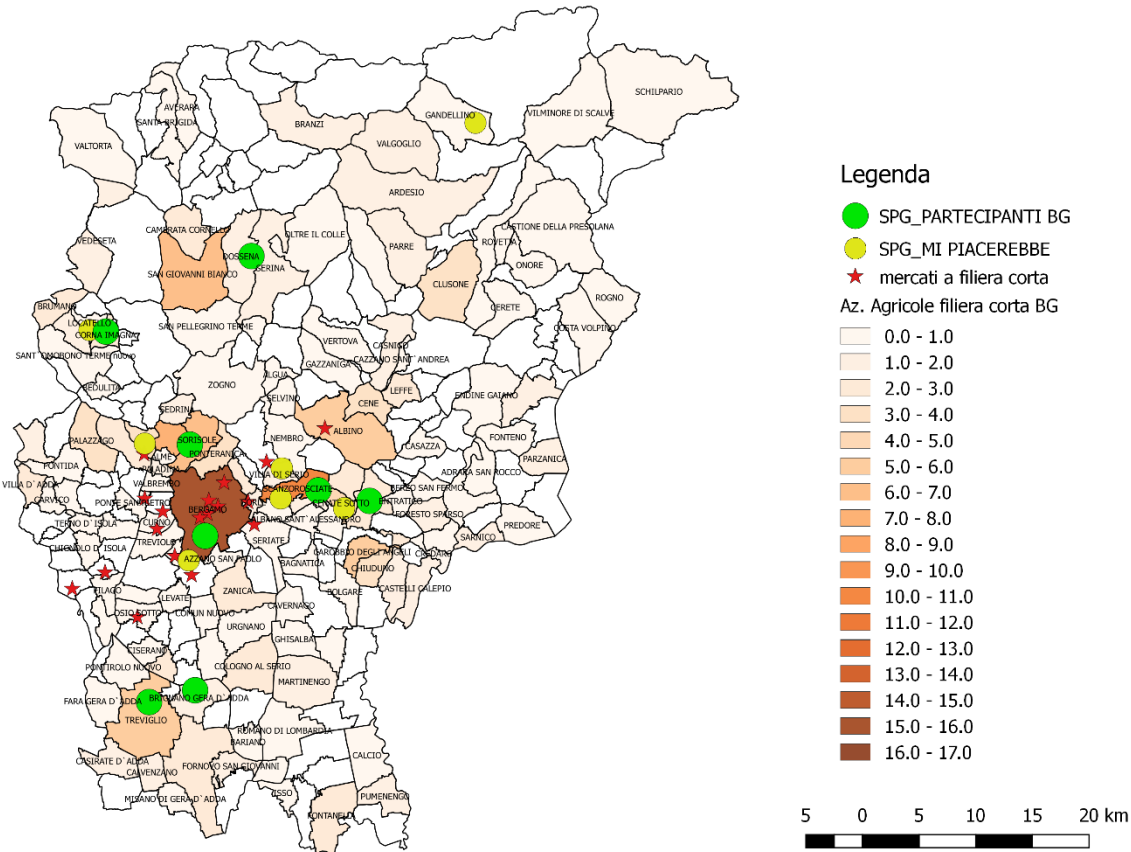 SCHILPARIO
AVERARA
GANDELLINO
VILMINORE DI SCALVE
SANTA BRIGIDA
BRANZI
VALTORTA
VALGOGLIO
ARDESIO
CASTIONE DELLA PRESOLANA
CAMERATA CORNELLO
OLTRE IL COLLE
VEDESETA
PARRE
ROVETTA
DOSSENA
SERINA
ONORE
SAN GIOVANNI BIANCO
CLUSONE
ROGNO
BRUMANO
CERETE
LOCATELLO
SAN PELLEGRINO TERME
COSTA VOLPINO
CORNA IMAGNA
VERTOVA
CASNIGO
SANT`OMOBONO TERME nuovo
GAZZANIGA
CAZZANO SANT`ANDREA
ALGUA
BEDULITA
ZOGNO
LEFFE
ENDINE GAIANO
SELVINO
CENE
SEDRINA
ALBINO
PALAZZAGO
SORISOLE
NEMBRO
FONTENO
PONTIDA
PONTERANICA
CASAZZA
ALME
PARZANICA
PALADINA
VILLA DI SERIO
ADRARA SAN ROCCO
VILLA D`ADDA
VALBREMBO
SCANZOROSCIATE
BERZO SAN FERMO
CARVICO
PONTE SAN PIETRO
CENATE SOTTO
ENTRATICO
BERGAMO
FORESTO SPARSO
TERNO D`ISOLA
CURNO
ALBANO SANT`ALESSANDRO
PREDORE
CHIGNOLO D`ISOLA
TREVIOLO
SERIATE
SARNICO
AZZANO SAN PAOLO
GAROBBIO DEGLI ANGELI
CREDARO
BAGNATICA
CHIUDUNO
FILAGO
LEVATE
ZANICA
BOLGARE
CASTELLI CALEPIO
OSIO SOTTO
COMUN NUOVO
CAVERNAGO
URGNANO
GHISALBA
CISERANO
PONTIROLO NUOVO
COLOGNO AL SERIO
MARTINENGO
FARA GERA D`ADDA
BRIGNANO GERA D`ADDA
TREVIGLIO
ROMANO DI LOMBARDIA
BARIANO
CALCIO
CASIRATE D`ADDA
CALVENZANO
FORNOVO SAN GIOVANNI
MISANO DI GERA D`ADDA
ISSO
PUMENENGO
FONTANELLA
Legenda
SPG_PARTECIPANTI BG
SPG_MI PIACEREBBE
mercati a filiera corta
Az. Agricole filiera corta BG
0.0 - 1.0
1.0 - 2.0
2.0 - 3.0
3.0 - 4.0
4.0 - 5.0
5.0 - 6.0
6.0 - 7.0
7.0 - 8.0
8.0 - 9.0
9.0 - 10.0
10.0 - 11.0
11.0 - 12.0
12.0 - 13.0
13.0 - 14.0
14.0 - 15.0
15.0 - 16.0
16.0 - 17.0
5 0 5 10 15 20 km